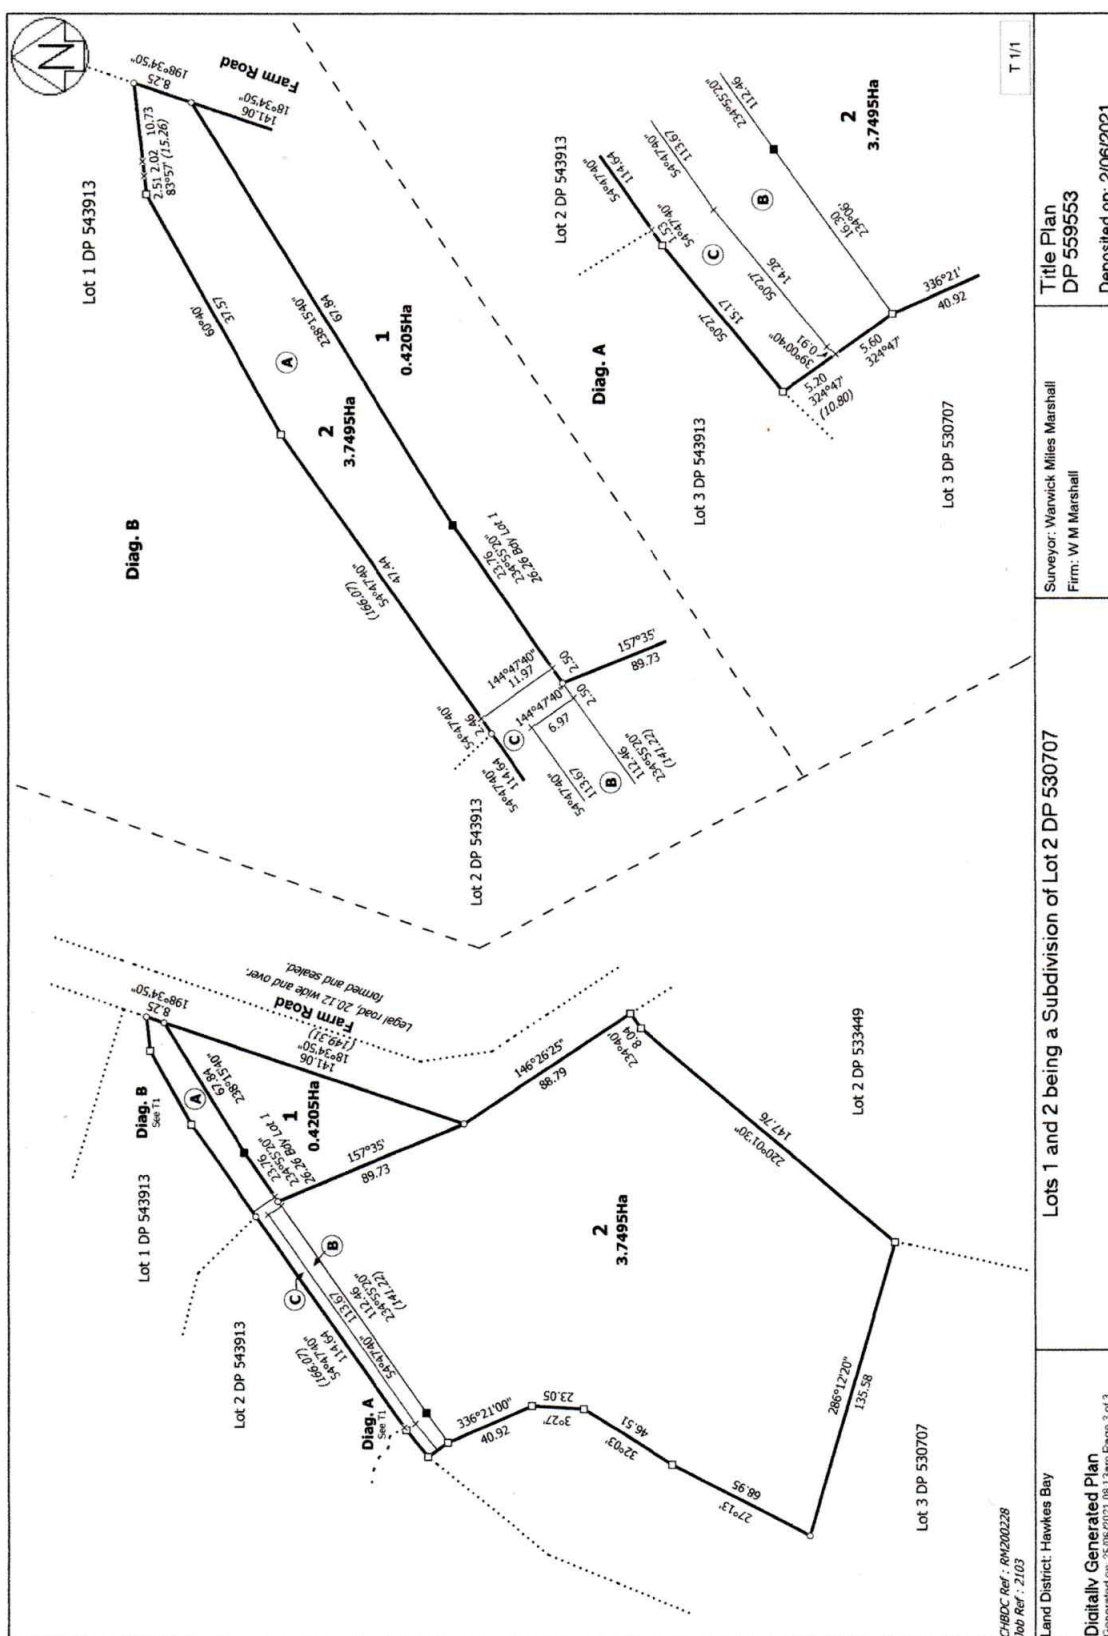 N
Diag. B
Lot 1 DP 543913
2.51 2.02 10.73
83°57' (15.26)
8.25
198°34'50"
Farm Road
18°34'50"
141.06
60°40'
37.57
A
238°15'40"
67.84
2
3.7495Ha
1
0.4205Ha
(166.07)
54°47'40"
47.44
23.76
234°55'20"
26.26 Bdy Lot 1
144°47'40"
11.97
2.50
2.46
54°47'40"
144°47'40"
2.50
6.97
C
114.64
54°47'40"
113.67
54°47'40"
B
112.46
234°55'20"
(141.22)
157°35'
89.73
Lot 2 DP 543913
Diag. A
Lot 2 DP 543913
54°47'40"
114.64
1.53
54°47'40"
113.67
54°47'40"
112.46
234°55'20"
C
B
2
3.7495Ha
50°27'
15.17
14.26
50°27'
16.30
234°06'
0.91
39°00'40"
5.20
324°47'
(10.80)
5.60
324°47'
336°21'
40.92
Lot 3 DP 543913
Lot 3 DP 530707
T 1/1
Diag. B
See T1
Lot 1 DP 543913
8.25
198°34'50"
Legal road, 20.12 wide and over,
formed and sealed.
Farm Road
(149.31)
18°34'50"
141.06
A
67.84
238°15'40"
1
0.4205Ha
23.76
234°55'20"
26.26 Bdy Lot 1
157°35'
89.73
146°26'25"
88.79
234°40'
8.04
Lot 2 DP 533449
B
C
Lot 2 DP 543913
(166.07)
54°47'40"
114.64
54°47'40" 113.67
112.46
234°55'20"
(141.22)
Diag. A
See T1
336°21'00"
40.92
3°27'
23.05
32°03'
46.51
27°13'
68.95
2
3.7495Ha
220°01'30"
147.76
286°12'20"
135.58
Lot 3 DP 530707
CHBDC Ref : RM200228
Job Ref : 2103
Land District: Hawkes Bay
Digitally Generated Plan
Lots 1 and 2 being a Subdivision of Lot 2 DP 530707
Surveyor: Warwick Miles Marshall
Firm: W M Marshall
Title Plan
DP 559553
Deposited on: 2/06/2021